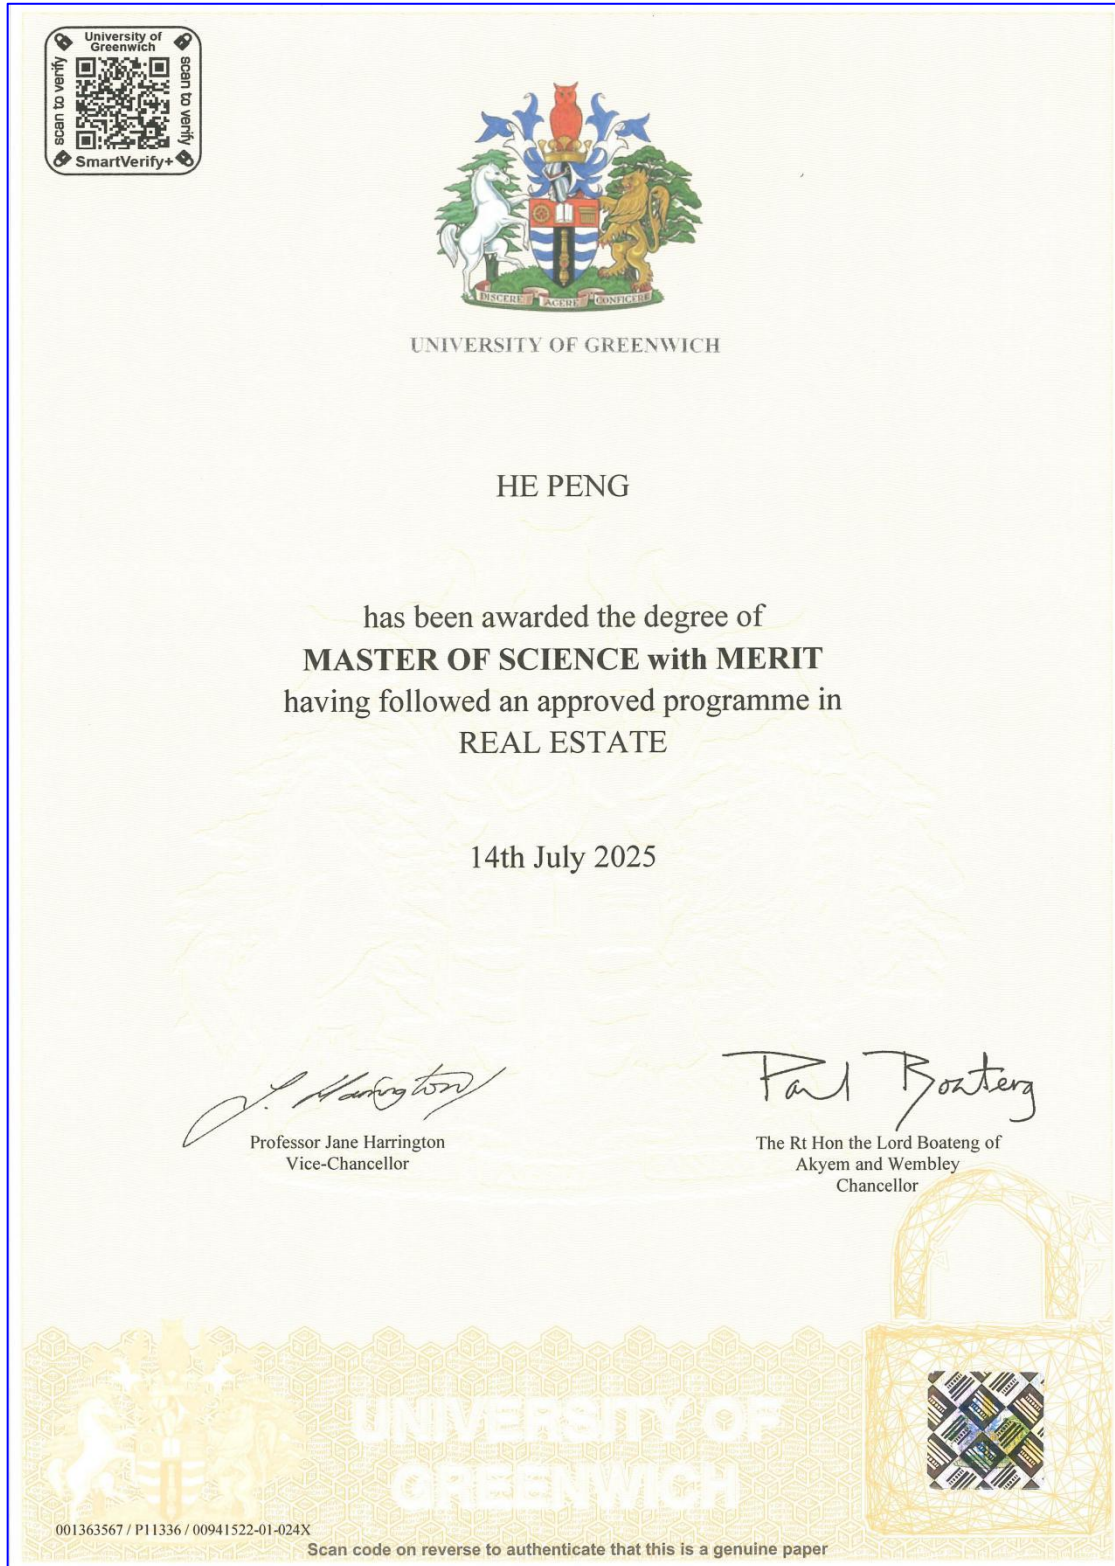 University of
Greenwich
scan to verify
scan to verify
SmartVerify+
DISCERE AGERE CONFICERE
UNIVERSITY OF GREENWICH
HE PENG
has been awarded the degree of
MASTER OF SCIENCE with MERIT
having followed an approved programme in
REAL ESTATE
14th July 2025
J. Harrington
Paul Boateng
Professor Jane Harrington
Vice-Chancellor
The Rt Hon the Lord Boateng of
Akyem and Wembley
Chancellor
UNIVERSITY OF
GREENWICH
001363567 / P11336 / 00941522-01-024X
Scan code on reverse to authenticate that this is a genuine paper